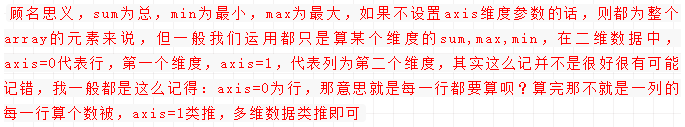 顾名思义，sum为总，min为最小，max为最大，如果不设置axis维度参数的话，则都为整个
array的元素来说，但一般我们运用都只是算某个维度的sum,max,min，在二维数据中，
axis=0代表行，第一个维度，axis=1，代表列为第二个维度，其实这么记并不是很好很有可能
记错，我一般都是这么记得：axis=0为行，那意思就是每一行都要算呗？算完那不就是一列的
每一行算个数被，axis=1类推，多维数据类推即可